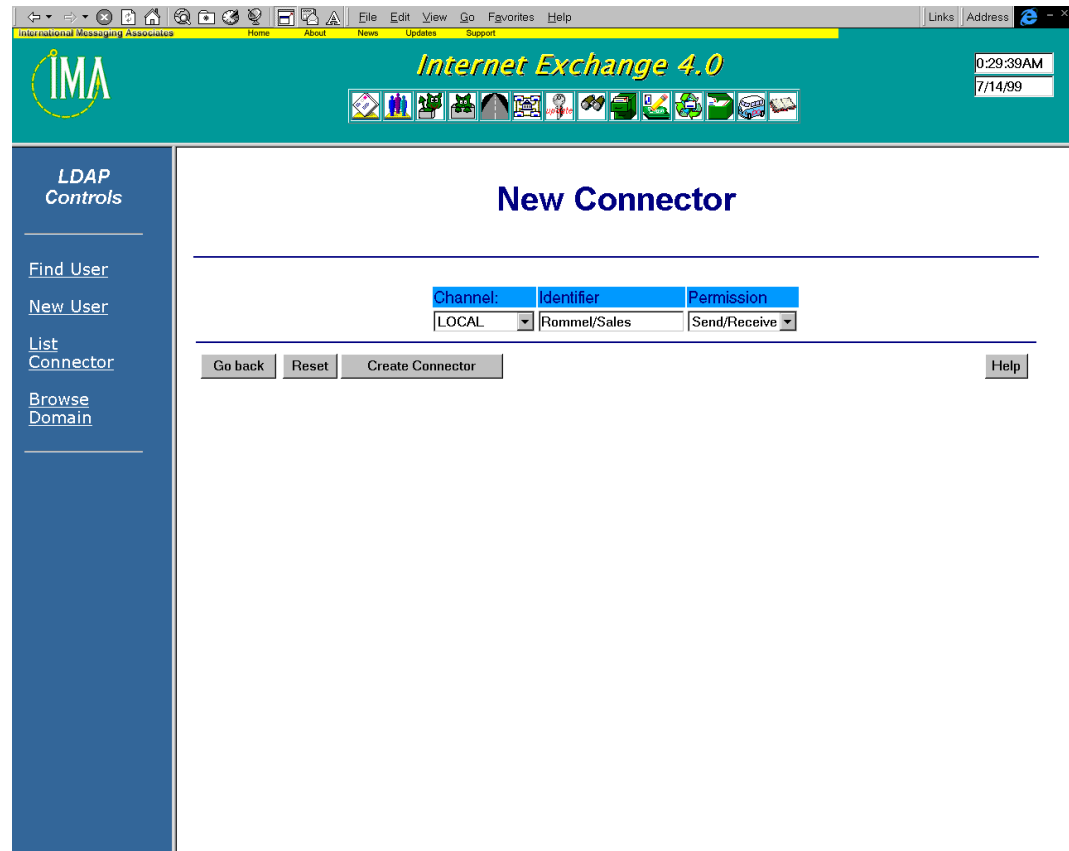 File Edit View Go Favorites Help Links Address
International Messaging Associates Home About News Updates Support
IMA
Internet Exchange 4.0
0:29:39AM
7/14/99
update
LDAP
Controls
Find User
New User
List
Connector
Browse
Domain
New Connector
Channel: Identifier Permission
LOCAL Rommel/Sales Send/Receive
Go back Reset Create Connector Help